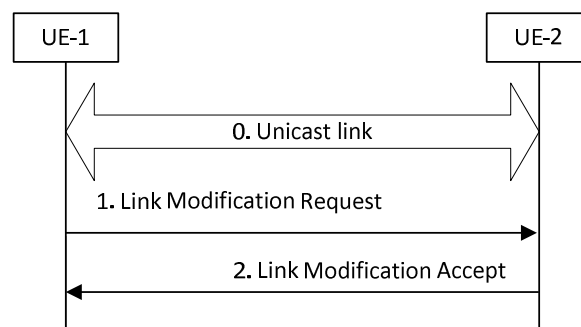 UE-1
UE-2
0. Unicast link
1. Link Modification Request
2. Link Modification Accept